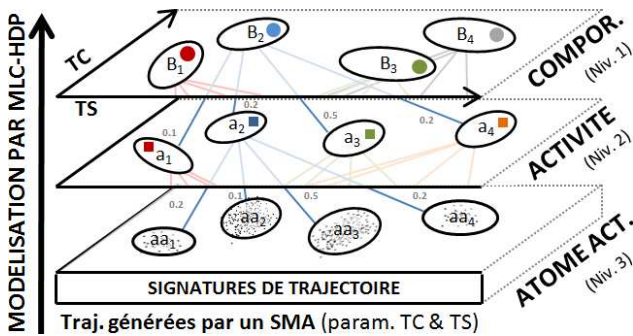 MODELISATION PAR MLC-HDP
TC
TS
B1
B2
B3
B4
COMPOR.
(Niv. 1)
0.1
0.2
0.5
0.2
a1
a2
a3
a4
ACTIVITE
(Niv. 2)
0.2
0.1
0.5
0.2
aa1
aa2
aa3
aa4
ATOME ACT.
(Niv. 3)
SIGNATURES DE TRAJECTOIRE
Traj. générées par un SMA (param. TC & TS)